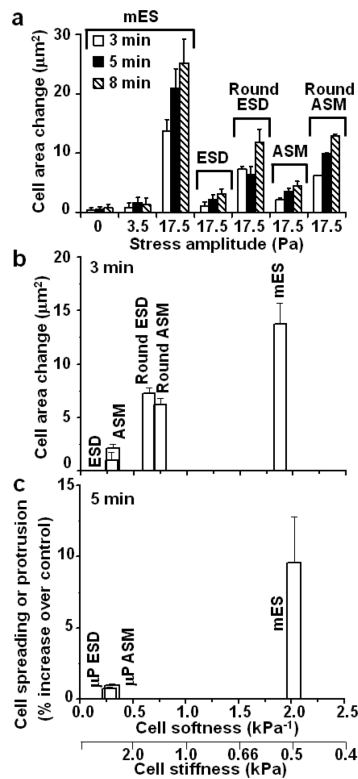 a
mES
Cell area change (μm²)
30
20
10
0
3 min
5 min
8 min
ESD
Round
ESD
ASM
Round
ASM
0 3.5 17.5 17.5 17.5 17.5 17.5
Stress amplitude (Pa)
b
3 min
Cell area change (μm²)
20
15
10
5
0
ESD
ASM
Round ESD
Round ASM
mES
c
5 min
Cell spreading or protrusion
(% increase over control)
15
10
5
0
μP ESD
μP ASM
mES
0.0 0.5 1.0 1.5 2.0 2.5
Cell softness (kPa⁻¹)
2.0 1.0 0.66 0.5 0.4
Cell stiffness (kPa)